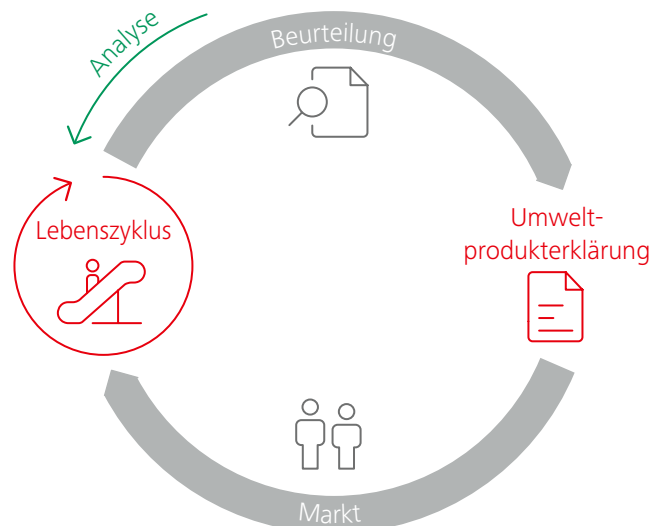 Analyse
Beurteilung
Lebenszyklus
Umwelt-
produkterklärung
Markt